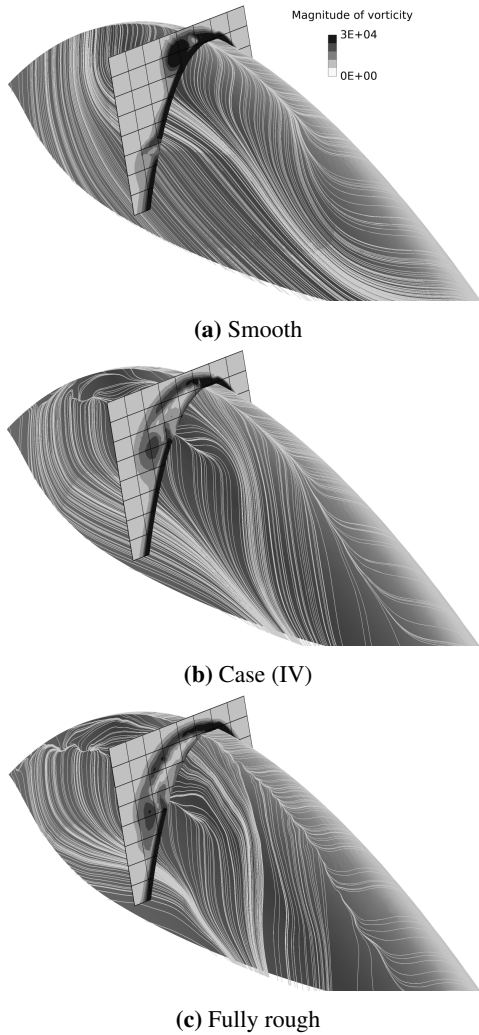 Magnitude of vorticity
3E+04
0E+00
(a) Smooth
(b) Case (IV)
(c) Fully rough